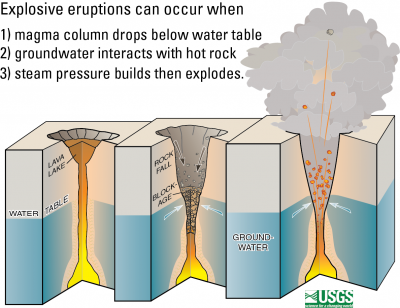 Explosive eruptions can occur when
1) magma column drops below water table
2) groundwater interacts with hot rock
3) steam pressure builds then explodes.
LAVA
LAKE
WATER TABLE
ROCK
FALL
BLOCK-
AGE
GROUND-
WATER
USGS
science for a changing world